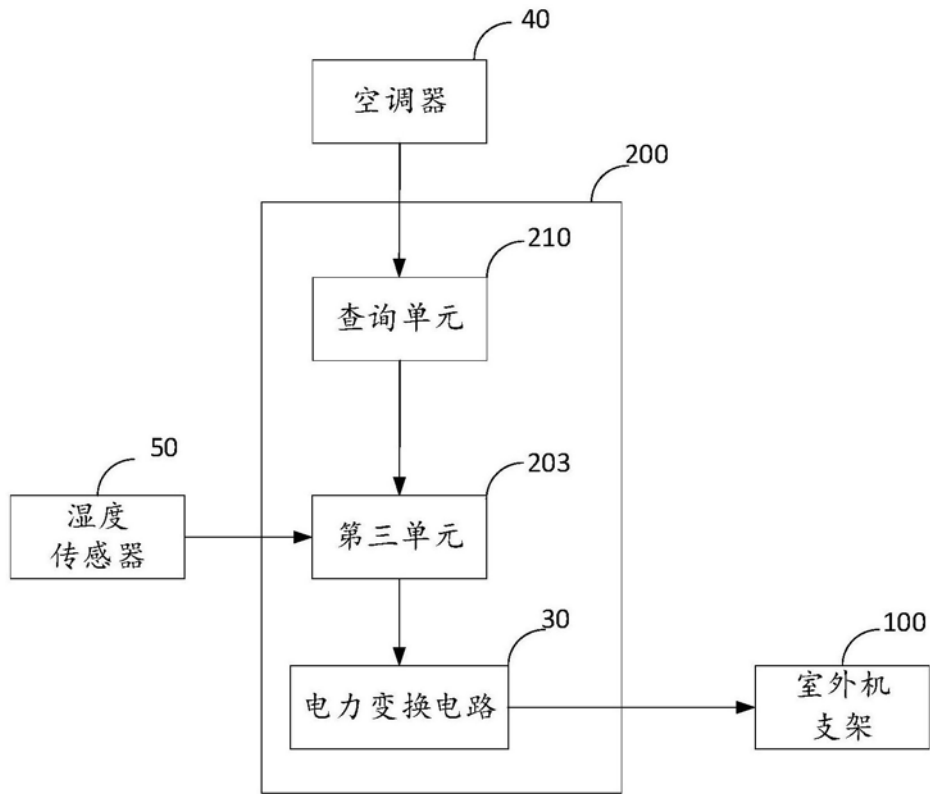 40
空调器
200
210
查询单元
50
203
湿度
传感器
第三单元
30
100
电力变换电路
室外机
支架